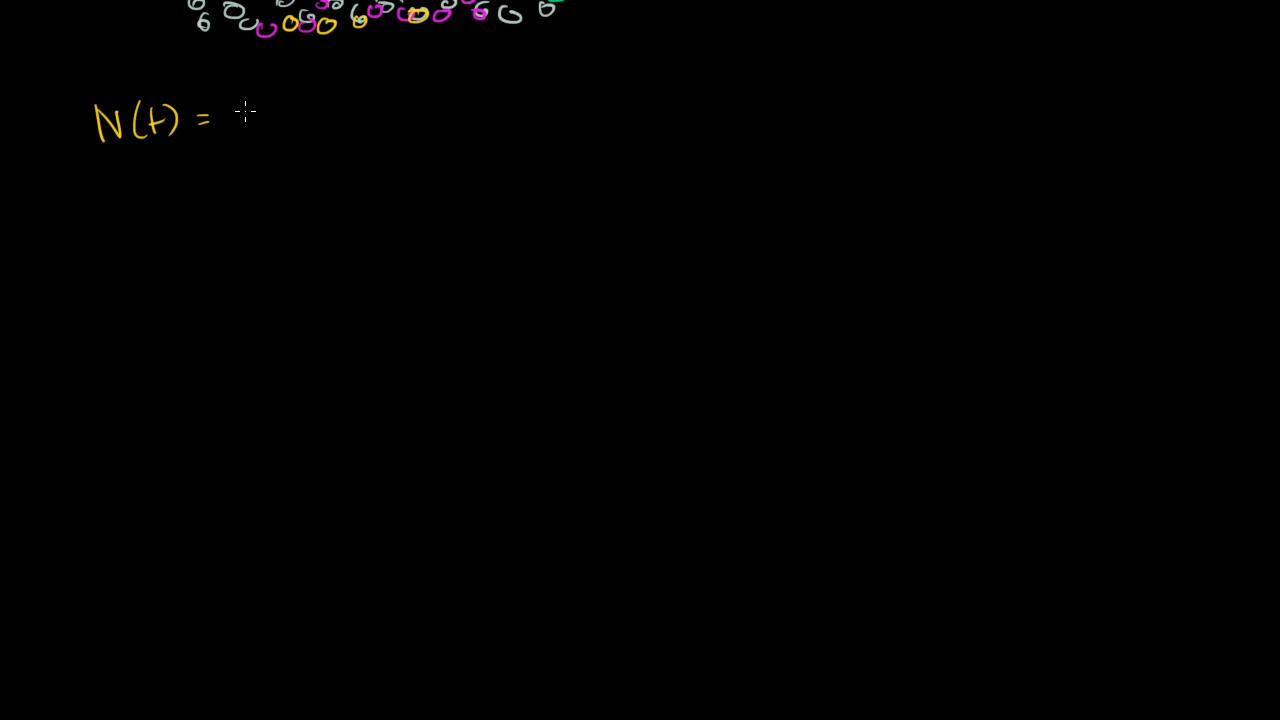 N(t) =